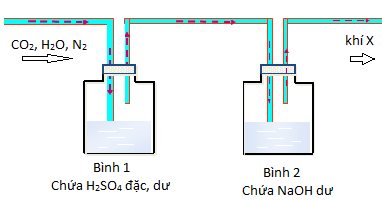 CO₂, H₂O, N₂
khí X
Bình 1
Chứa H₂SO₄ đặc, dư
Bình 2
Chứa NaOH dư